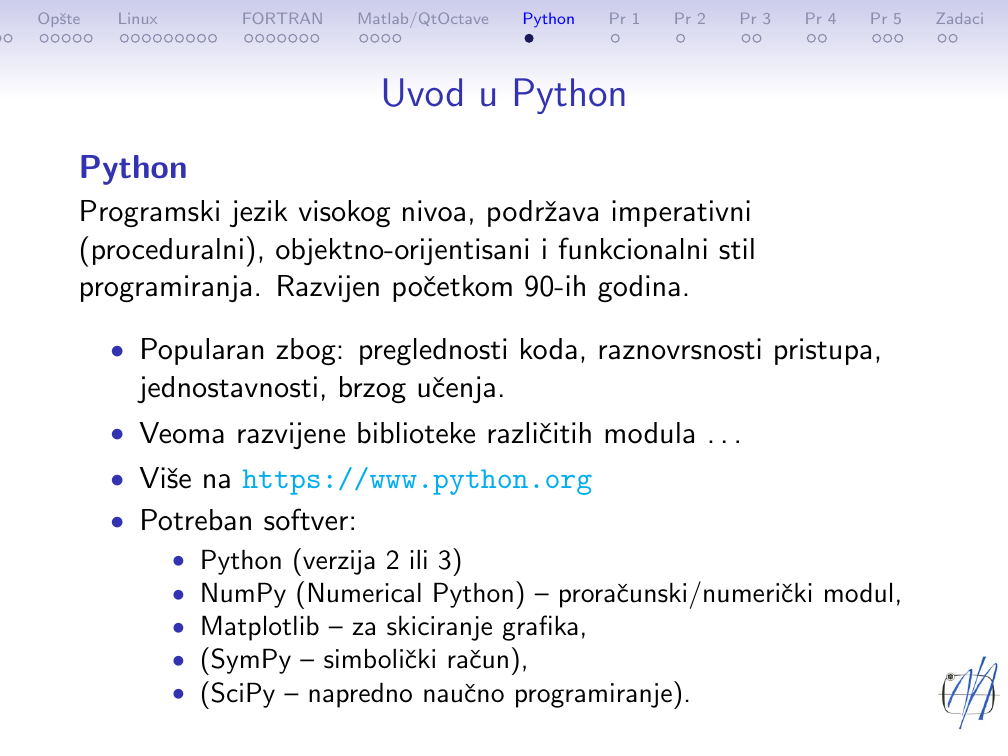 Opšte Linux FORTRAN Matlab/QtOctave Python Pr 1 Pr 2 Pr 3 Pr 4 Pr 5 Zadaci
Uvod u Python
Python
Programski jezik visokog nivoa, podržava imperativni
(proceduralni), objektno-orijentisani i funkcionalni stil
programiranja. Razvijen početkom 90-ih godina.
• Popularan zbog: preglednosti koda, raznovrsnosti pristupa,
jednostavnosti, brzog učenja.
• Veoma razvijene biblioteke različitih modula . . .
• Više na https://www.python.org
• Potreban softver:
• Python (verzija 2 ili 3)
• NumPy (Numerical Python) – proračunski/numerički modul,
• Matplotlib – za skiciranje grafika,
• (SymPy – simbolički račun),
• (SciPy – napredno naučno programiranje).